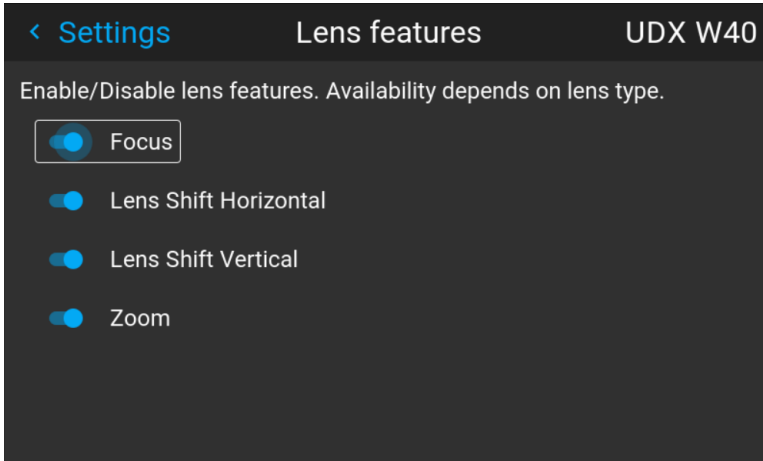 Settings
Lens features
UDX W40
Enable/Disable lens features. Availability depends on lens type.
Focus
Lens Shift Horizontal
Lens Shift Vertical
Zoom